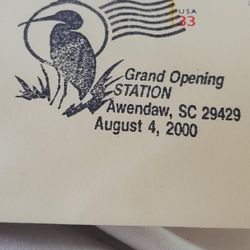 USA
33
Grand Opening
STATION
Awendaw, SC 29429
August 4, 2000